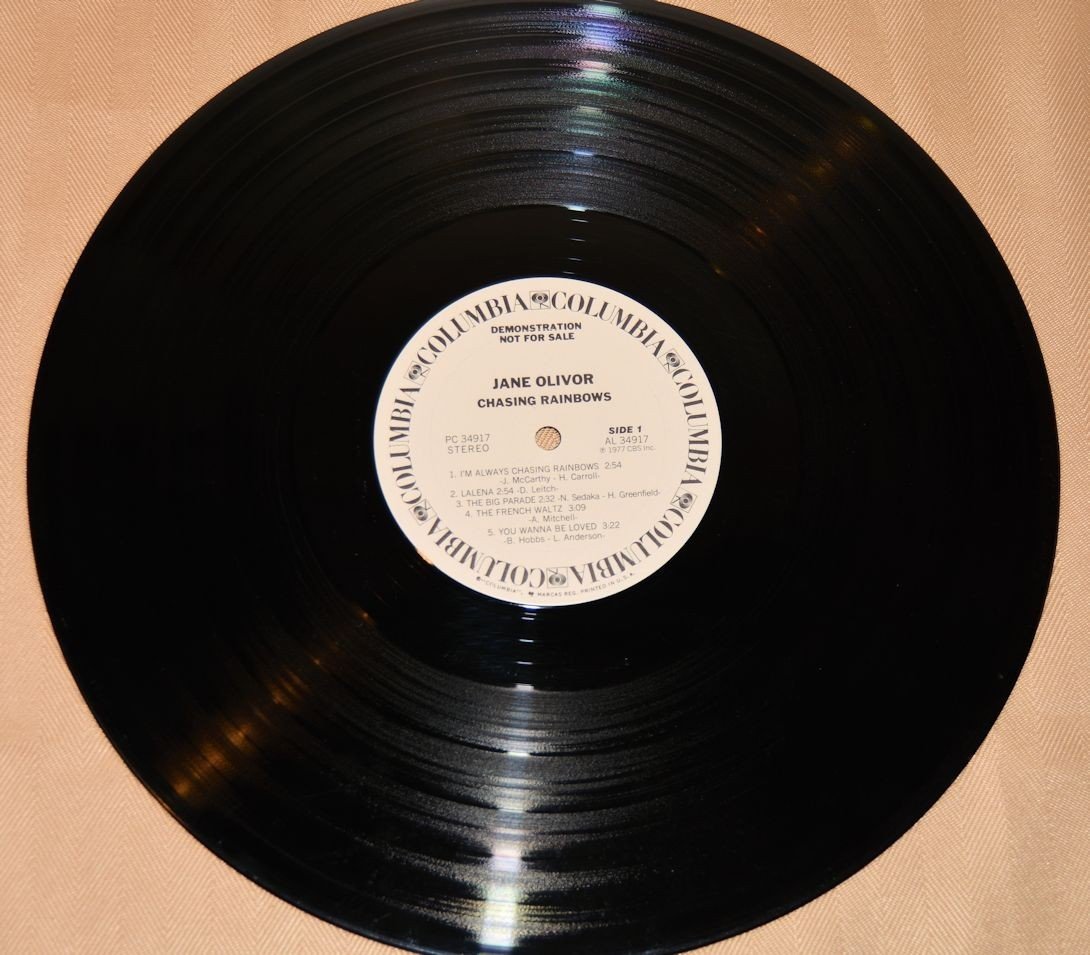 COLUMBIA COLUMBIA COLUMBIA COLUMBIA COLUMBIA COLUMBIA COLUMBIA COLUMBIA
DEMONSTRATION
NOT FOR SALE
JANE OLIVOR
CHASING RAINBOWS
PC 34917
STEREO
SIDE 1
AL 34917
℗ 1977 CBS Inc.
1. I'M ALWAYS CHASING RAINBOWS 2:54
-J. McCarthy - H. Carroll-
2. LALENA 2:54 -D. Leitch-
3. THE BIG PARADE 2:32 -N. Sedaka - H. Greenfield-
4. THE FRENCH WALTZ 3:09
-A. Mitchell-
5. YOU WANNA BE LOVED 3:22
-B. Hobbs - L. Anderson-
"COLUMBIA", MARCAS REG. PRINTED IN U.S.A.